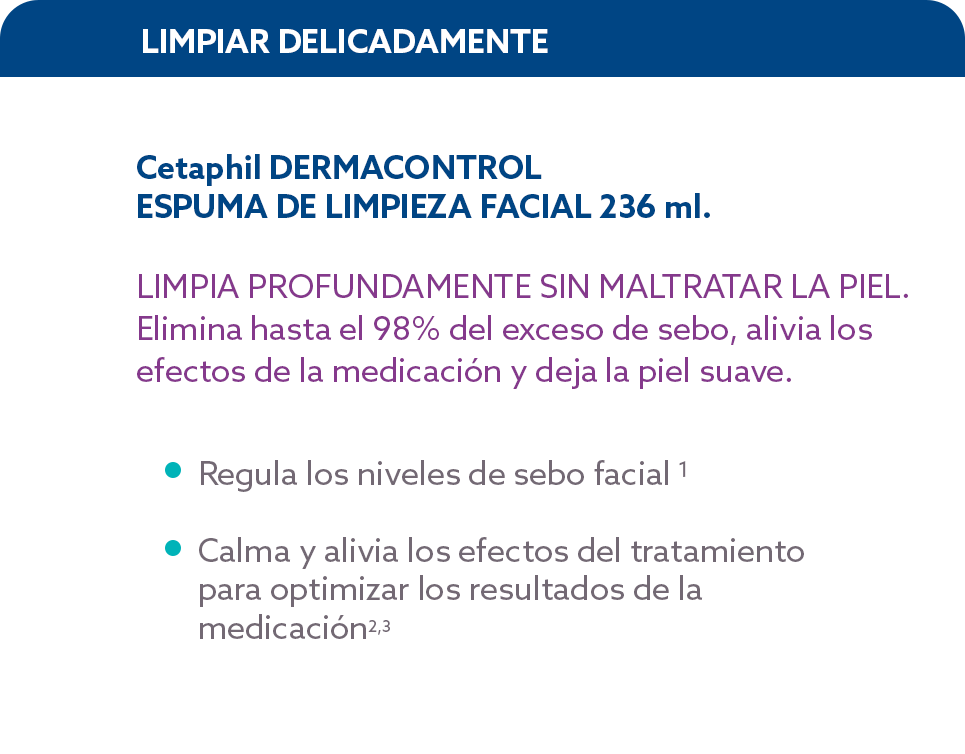 LIMPIAR DELICADAMENTE
Cetaphil DERMACONTROL
ESPUMA DE LIMPIEZA FACIAL 236 ml.
LIMPIA PROFUNDAMENTE SIN MALTRATAR LA PIEL.
Elimina hasta el 98% del exceso de sebo, alivia los
efectos de la medicación y deja la piel suave.
• Regula los niveles de sebo facial ¹
• Calma y alivia los efectos del tratamiento
para optimizar los resultados de la
medicación²,³